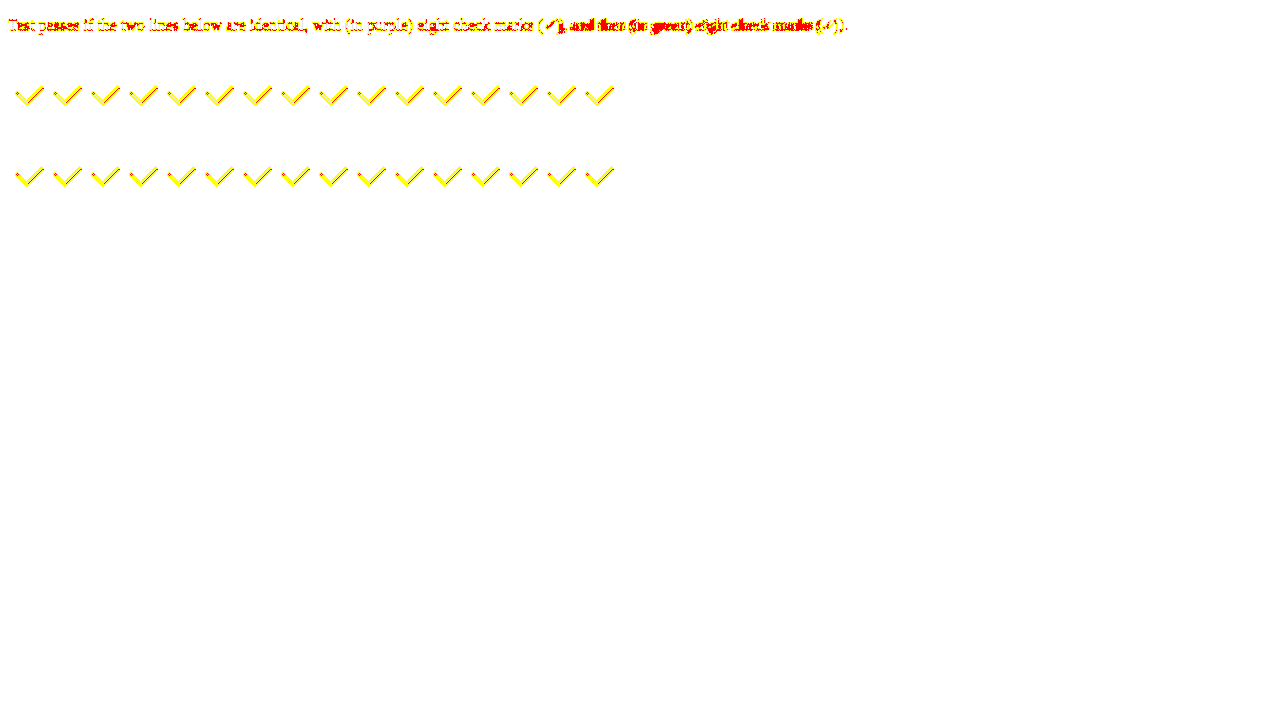 Test passes if the two lines below are identical, with (in purple) eight check marks (✓), and then (in green) eight check marks (✓)).
✓ ✓ ✓ ✓ ✓ ✓ ✓ ✓ ✓ ✓ ✓ ✓ ✓ ✓ ✓ ✓
✓ ✓ ✓ ✓ ✓ ✓ ✓ ✓ ✓ ✓ ✓ ✓ ✓ ✓ ✓ ✓